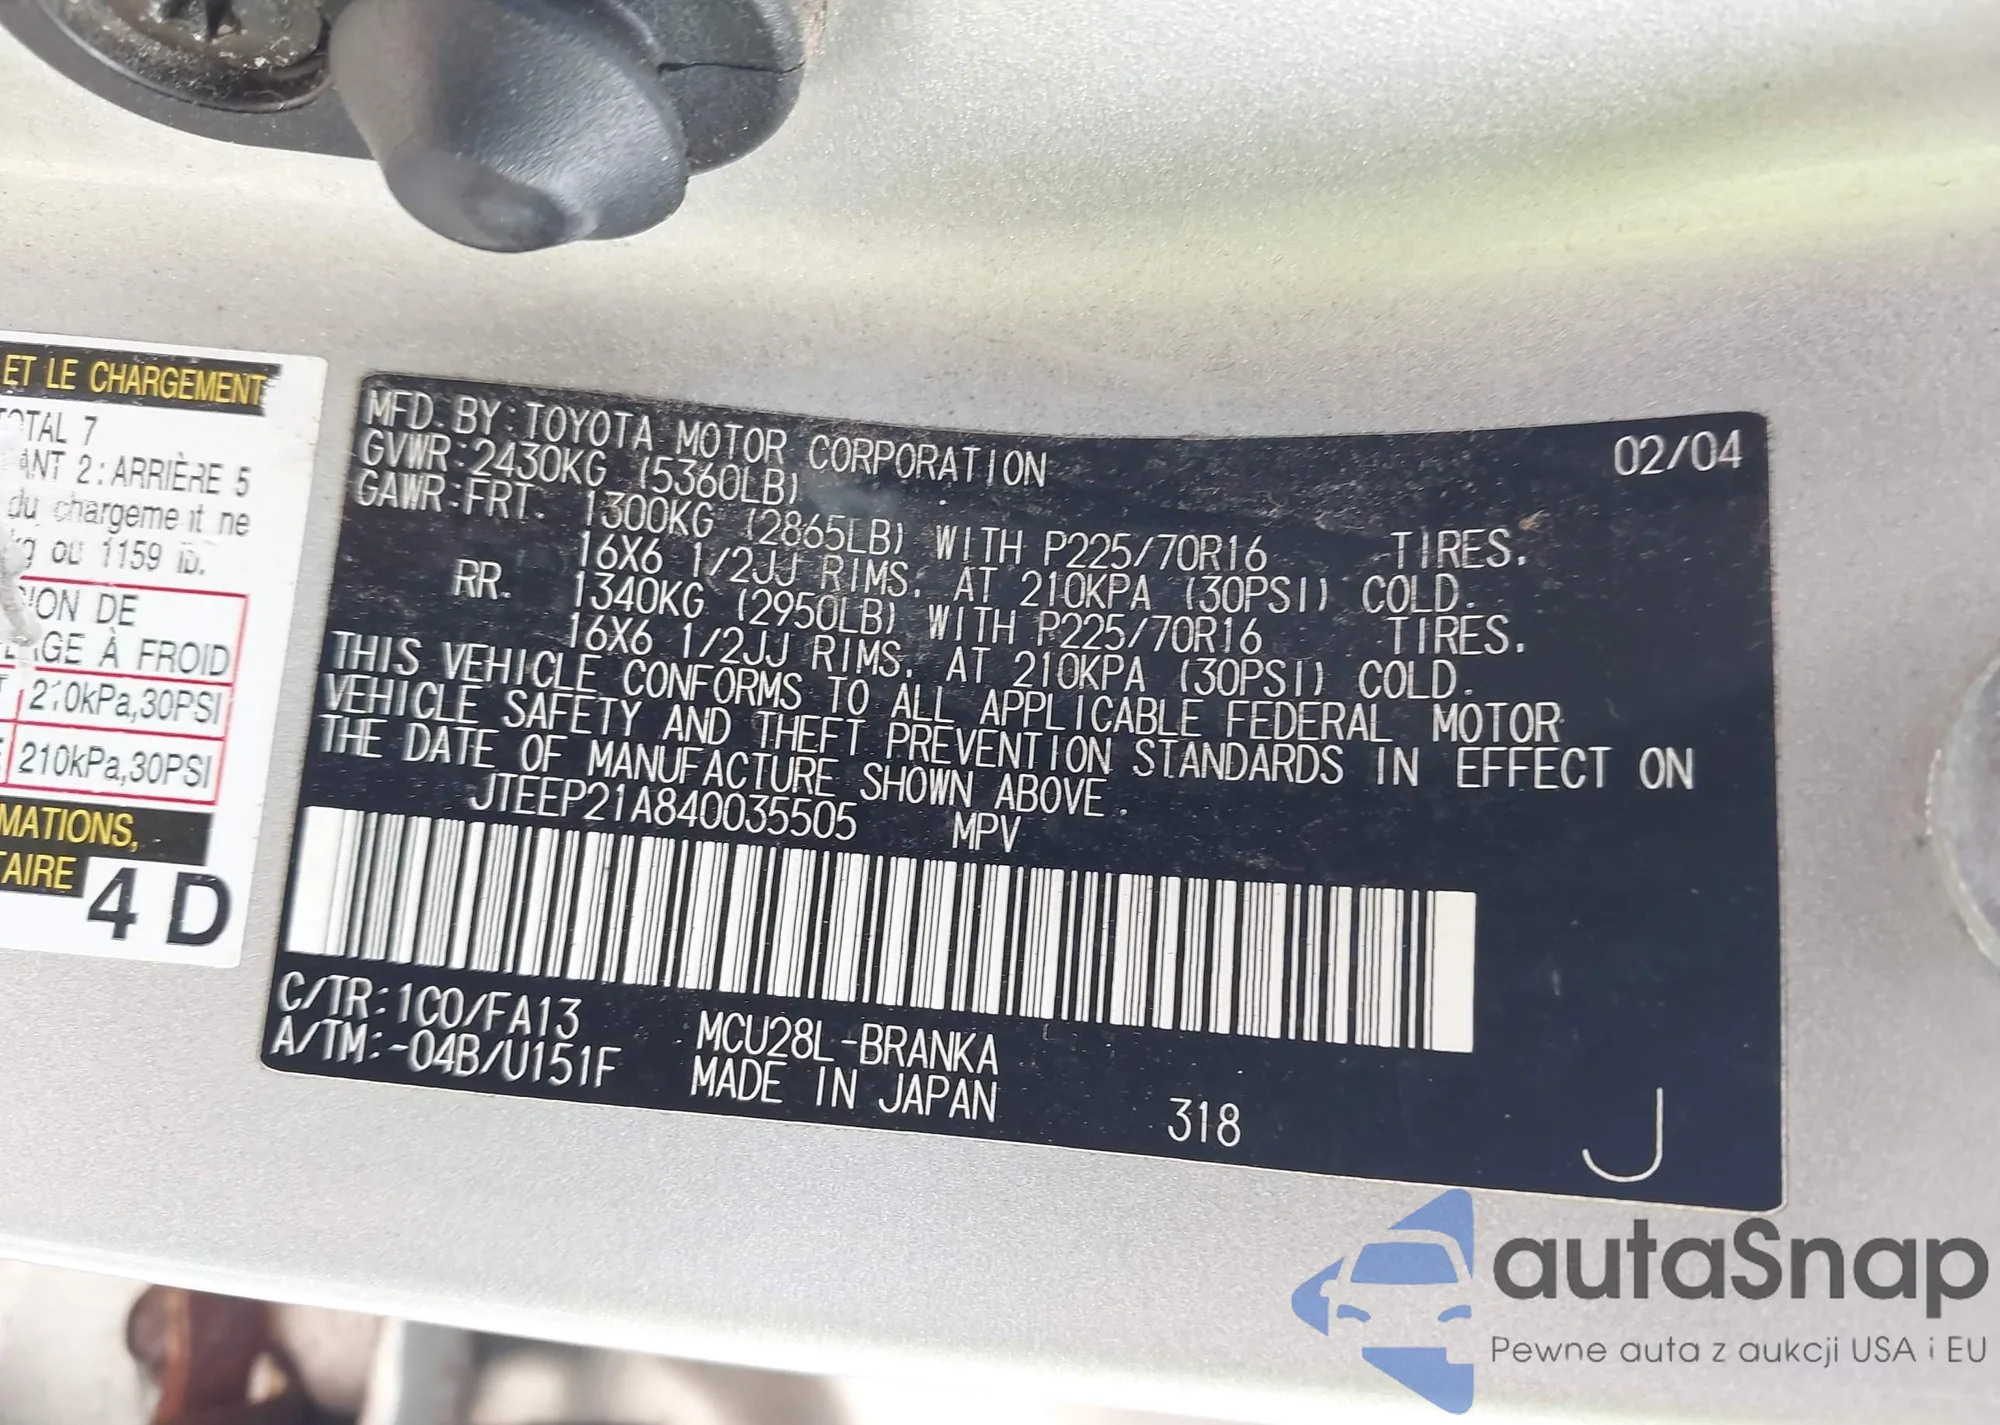 ET LE CHARGEMENT
TOTAL 7
ANT 2: ARRIÈRE 5
du chargement ne
kg ou 1159 lb.
SION DE
AGE À FROID
210kPa,30PSI
210kPa,30PSI
MATIONS,
TAIRE
4 D
MFD. BY: TOYOTA MOTOR CORPORATION 02/04
GVWR: 2430KG (5360LB)
GAWR: FRT. 1300KG (2865LB) WITH P225/70R16 TIRES.
16X6 1/2JJ RIMS, AT 210KPA (30PSI) COLD.
RR. 1340KG (2950LB) WITH P225/70R16 TIRES.
16X6 1/2JJ RIMS, AT 210KPA (30PSI) COLD.
THIS VEHICLE CONFORMS TO ALL APPLICABLE FEDERAL MOTOR
VEHICLE SAFETY AND THEFT PREVENTION STANDARDS IN EFFECT ON
THE DATE OF MANUFACTURE SHOWN ABOVE.
JTEEP21A840035505 MPV
C/TR: 1C0/FA13 MCU28L-BRANKA
A/TM: -04B/U151F MADE IN JAPAN
318
J
autaSnap
Pewne auta z aukcji USA i EU